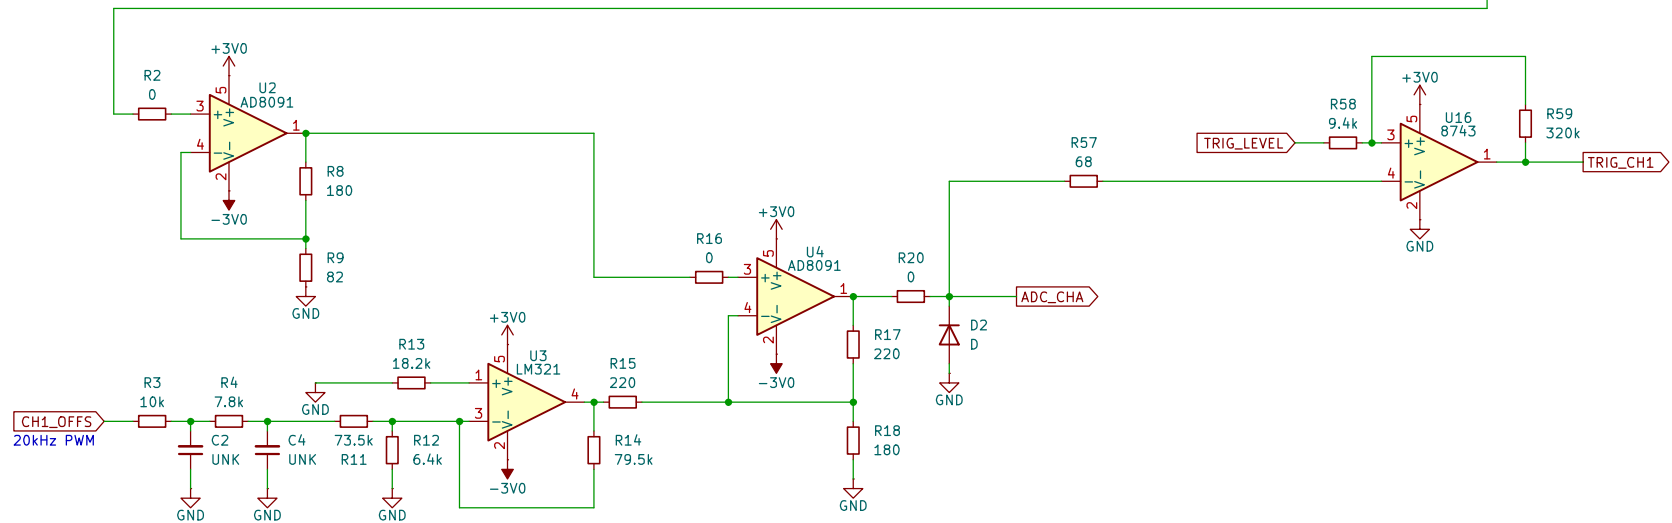 +3V0
R2
0
U2
AD8091
3
4
5
2
1
+
−
V+
V-
-3V0
R8
180
R9
82
GND
+3V0
R58
9.4k
U16
8743
R59
320k
TRIG_LEVEL
3
4
5
2
1
+
−
V+
V-
GND
TRIG_CH1
R57
68
+3V0
R16
0
U4
AD8091
3
4
5
2
1
+
−
V+
V-
-3V0
R20
0
ADC_CHA
D2
D
GND
R17
220
R18
180
GND
+3V0
R13
18.2k
GND
U3
LM321
1
3
5
2
4
+
−
V+
V-
-3V0
R15
220
R14
79.5k
CH1_OFFS
20kHz PWM
R3
10k
R4
7.8k
C2
UNK
GND
C4
UNK
GND
73.5k
R11
R12
6.4k
GND